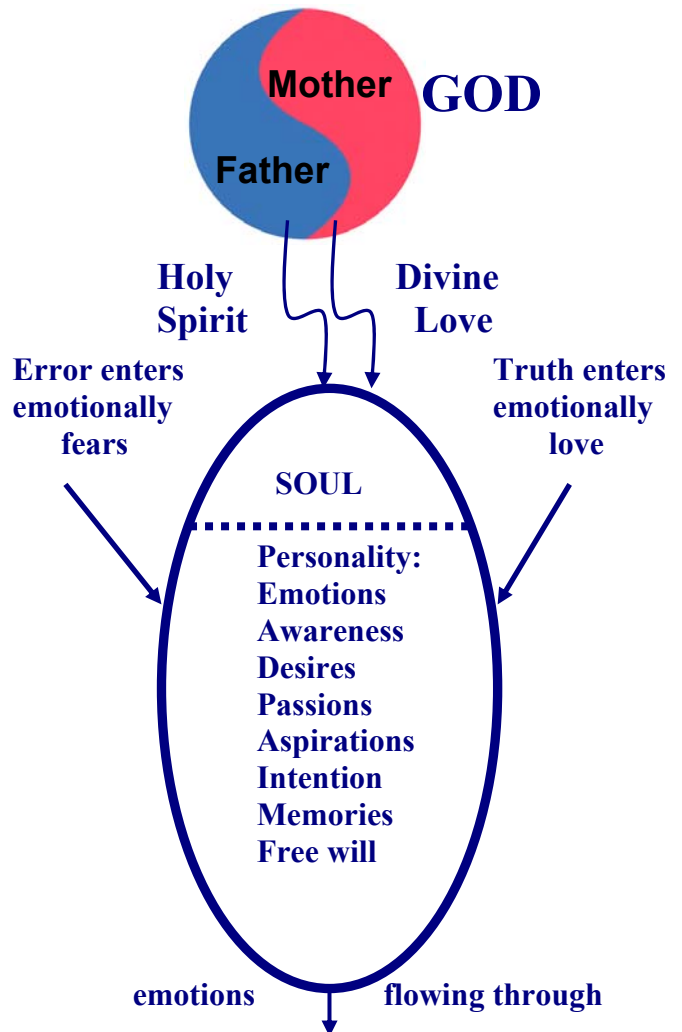 Mother
GOD
Father
Holy
Spirit
Divine
Love
Error enters
emotionally
fears
Truth enters
emotionally
love
SOUL
Personality:
Emotions
Awareness
Desires
Passions
Aspirations
Intention
Memories
Free will
emotions flowing through